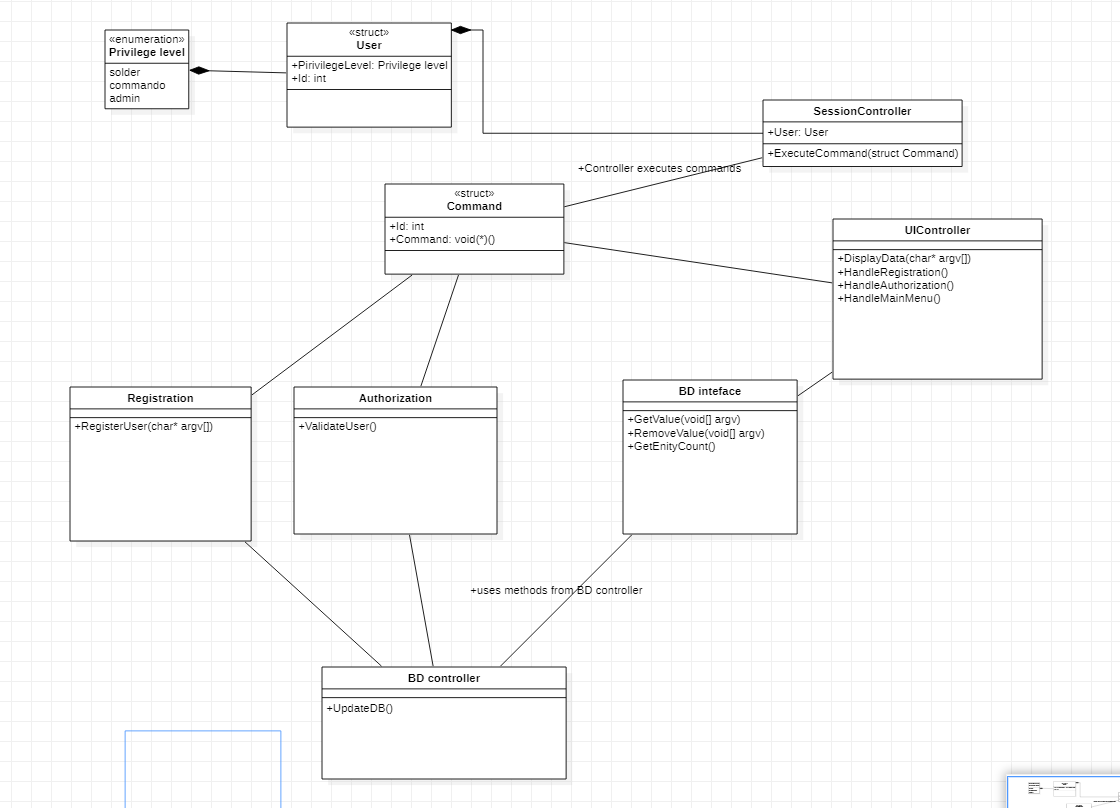 «enumeration»
Privilege level
solder
commando
admin
«struct»
User
+PirivilegeLevel: Privilege level
+Id: int
SessionController
+User: User
+ExecuteCommand(struct Command)
+Controller executes commands
«struct»
Command
+Id: int
+Command: void(*)()
UIController
+DisplayData(char* argv[])
+HandleRegistration()
+HandleAuthorization()
+HandleMainMenu()
Registration
+RegisterUser(char* argv[])
Authorization
+ValidateUser()
BD inteface
+GetValue(void[] argv)
+RemoveValue(void[] argv)
+GetEnityCount()
+uses methods from BD controller
BD controller
+UpdateDB()